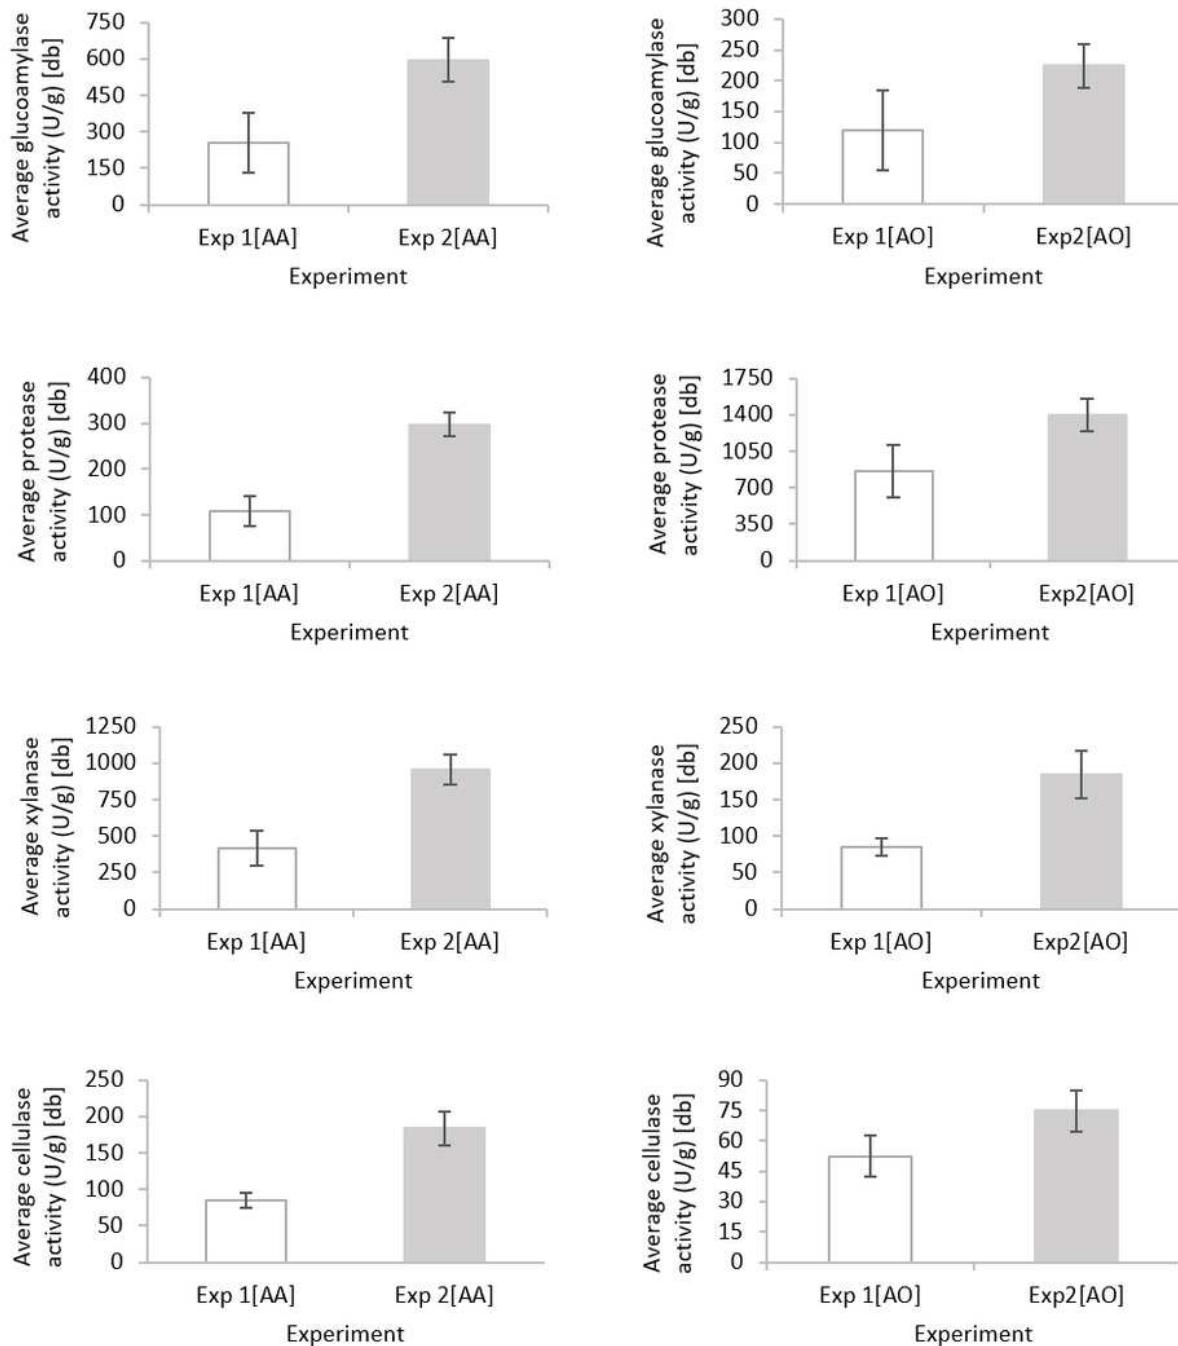 Average glucoamylase
activity (U/g) [db]
750
600
450
300
150
0
Exp 1[AA]
Exp 2[AA]
Experiment
Average glucoamylase
activity (U/g) [db]
300
250
200
150
100
50
0
Exp 1[AO]
Exp2[AO]
Experiment
Average protease
activity (U/g) [db]
400
300
200
100
0
Exp 1[AA]
Exp 2[AA]
Experiment
Average protease
activity (U/g) [db]
1750
1400
1050
700
350
0
Exp 1[AO]
Exp2[AO]
Experiment
Average xylanase
activity (U/g) [db]
1250
1000
750
500
250
0
Exp 1[AA]
Exp 2[AA]
Experiment
Average xylanase
activity (U/g) [db]
250
200
150
100
50
0
Exp 1[AO]
Exp2[AO]
Experiment
Average cellulase
activity (U/g) [db]
250
200
150
100
50
0
Exp 1[AA]
Exp 2[AA]
Experiment
Average cellulase
activity (U/g) [db]
90
75
60
45
30
15
0
Exp 1[AO]
Exp2[AO]
Experiment